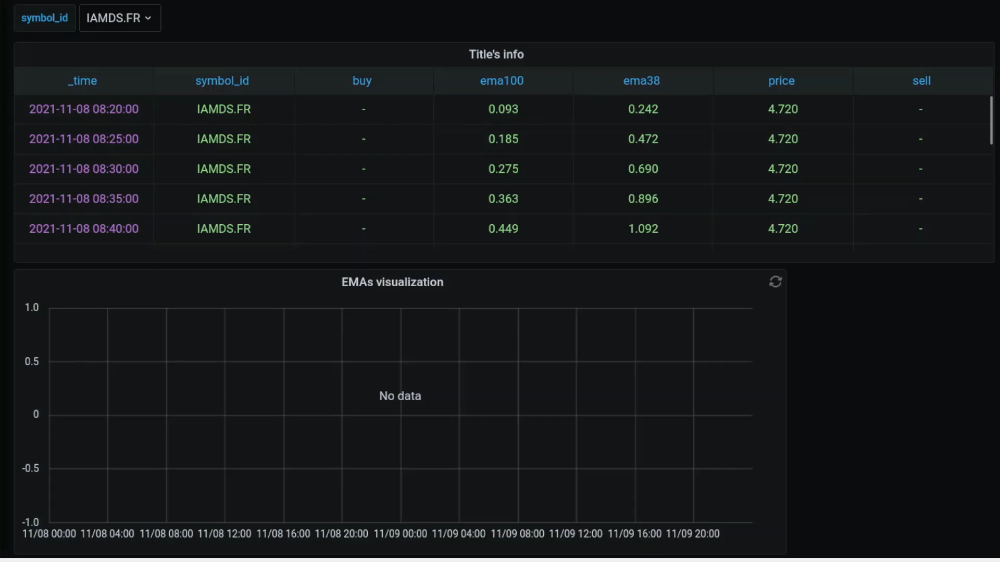 symbol_id IAMDS.FR
Title's info
_time symbol_id buy ema100 ema38 price sell
2021-11-08 08:20:00 IAMDS.FR - 0.093 0.242 4.720 -
2021-11-08 08:25:00 IAMDS.FR - 0.185 0.472 4.720 -
2021-11-08 08:30:00 IAMDS.FR - 0.275 0.690 4.720 -
2021-11-08 08:35:00 IAMDS.FR - 0.363 0.896 4.720 -
2021-11-08 08:40:00 IAMDS.FR - 0.449 1.092 4.720 -
EMAs visualization
1.0
0.5
No data
0
-0.5
-1.0
11/08 00:00 11/08 04:00 11/08 08:00 11/08 12:00 11/08 16:00 11/08 20:00 11/09 00:00 11/09 04:00 11/09 08:00 11/09 12:00 11/09 16:00 11/09 20:00